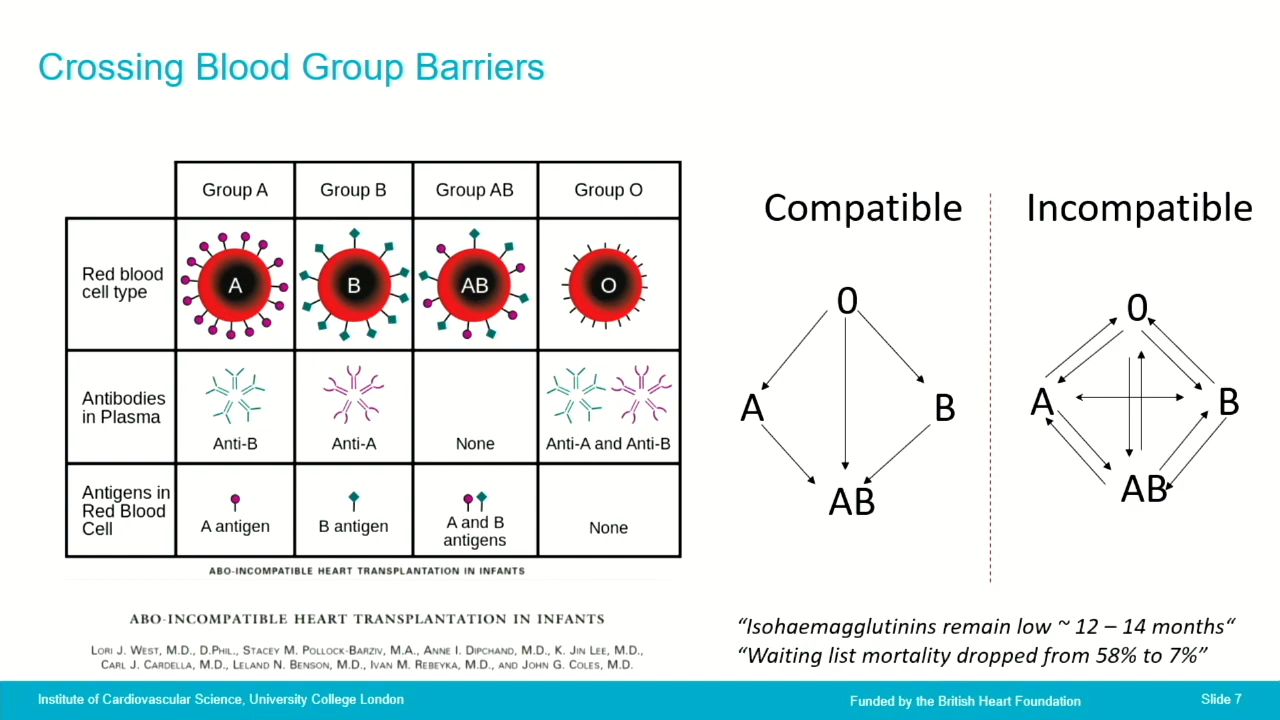 Crossing Blood Group Barriers
Group A
Group B
Group AB
Group O
Red blood
cell type
A
B
AB
O
Antibodies
in Plasma
Anti-B
Anti-A
None
Anti-A and Anti-B
Antigens in
Red Blood
Cell
A antigen
B antigen
A and B
antigens
None
ABO-INCOMPATIBLE HEART TRANSPLANTATION IN INFANTS
ABO-INCOMPATIBLE HEART TRANSPLANTATION IN INFANTS
LORI J. WEST, M.D., D.PHIL., STACEY M. POLLOCK-BARZIV, M.A., ANNE I. DIPCHAND, M.D., K. JIN LEE, M.D.,
CARL J. CARDELLA, M.D., LELAND N. BENSON, M.D., IVAN M. REBEYKA, M.D., AND JOHN G. COLES, M.D.
Compatible
0
A
B
AB
Incompatible
0
A
B
AB
“Isohaemagglutinins remain low ~ 12 – 14 months“
“Waiting list mortality dropped from 58% to 7%”
Institute of Cardiovascular Science, University College London
Funded by the British Heart Foundation
Slide 7